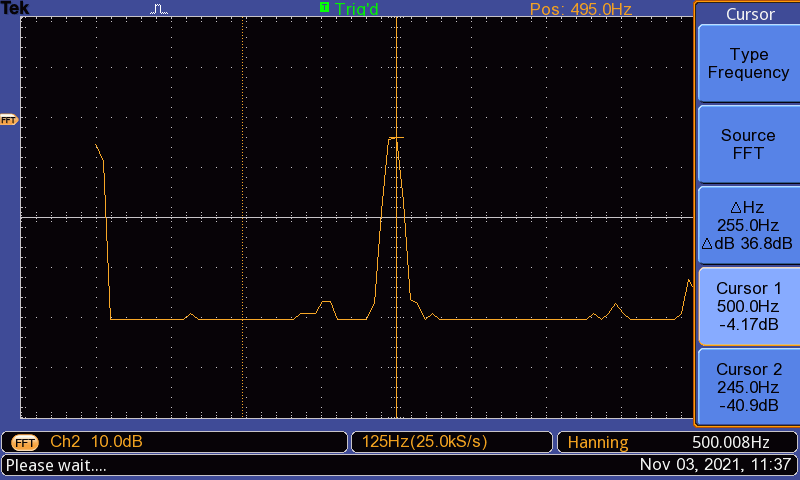 Tek
T Trig'd
Pos: 495.0Hz
Cursor
Type
Frequency
Source
FFT
△Hz
255.0Hz
△dB 36.8dB
Cursor 1
500.0Hz
-4.17dB
Cursor 2
245.0Hz
-40.9dB
FFT
FFT Ch2 10.0dB
125Hz(25.0kS/s)
Hanning 500.008Hz
Please wait....
Nov 03, 2021, 11:37